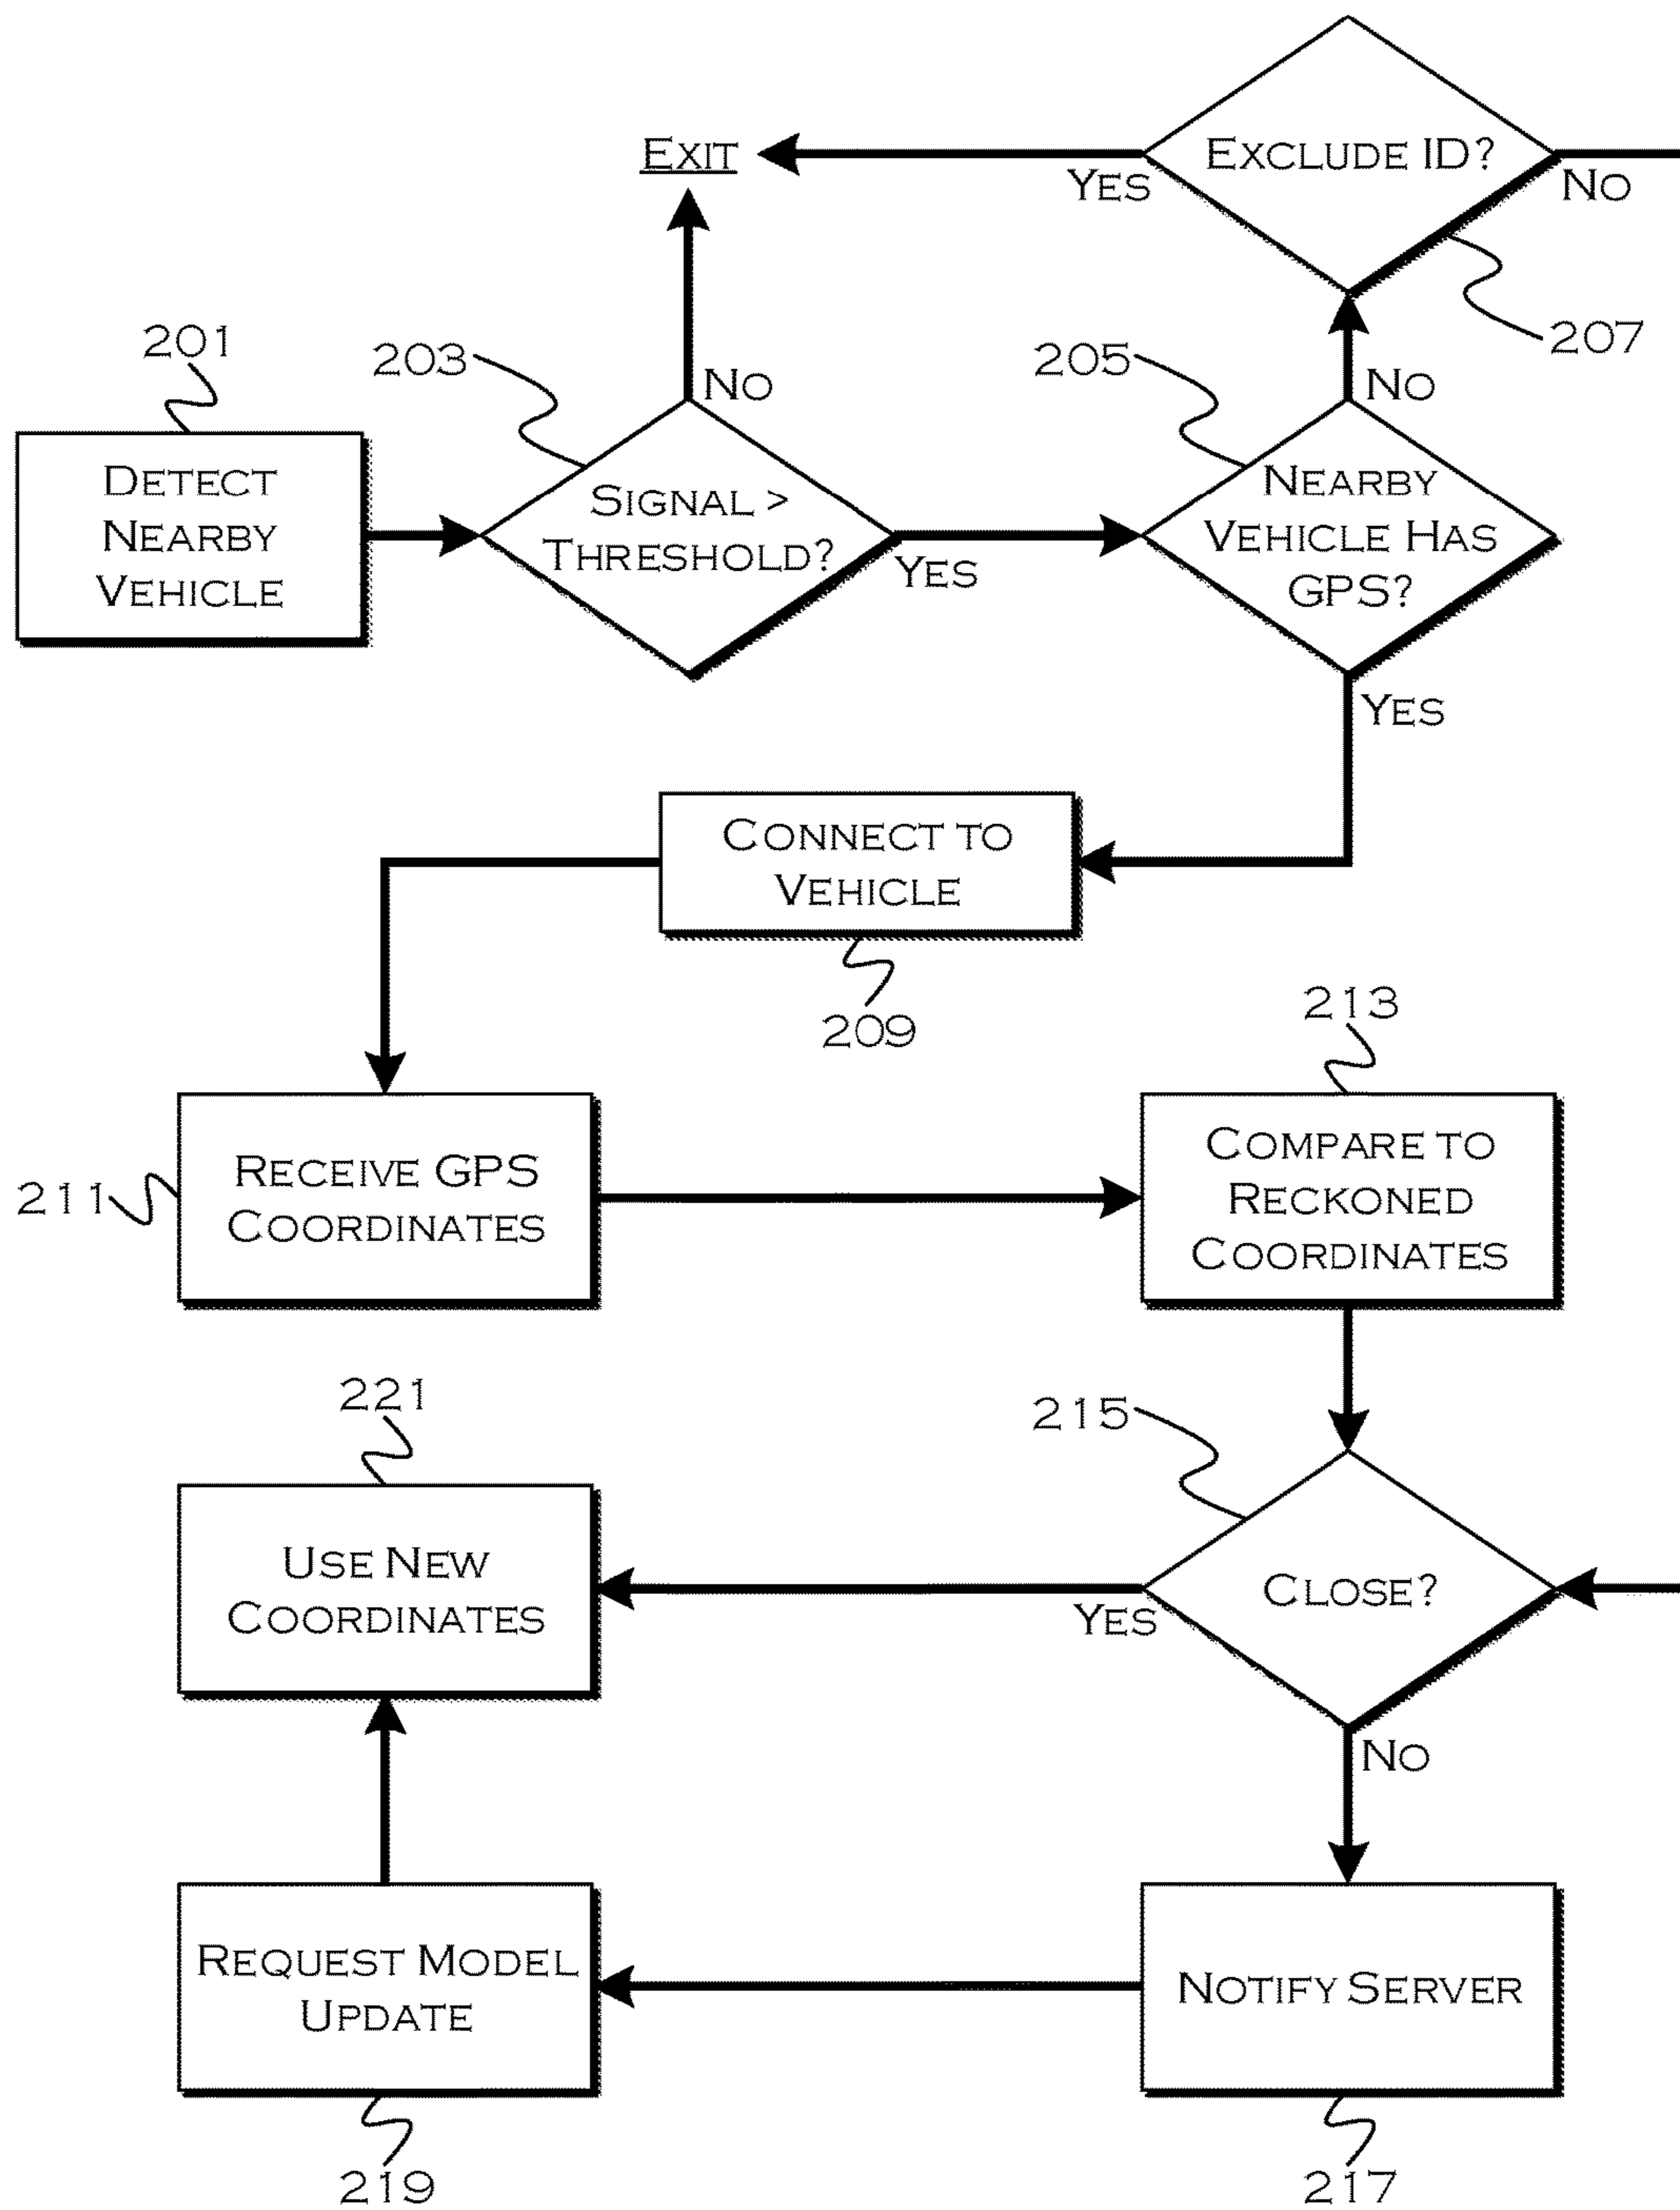 EXIT
EXCLUDE ID?
YES
NO
207
201
203
NO
205
NO
DETECT
NEARBY
VEHICLE
SIGNAL >
THRESHOLD?
YES
NEARBY
VEHICLE HAS
GPS?
YES
CONNECT TO
VEHICLE
209
213
211
RECEIVE GPS
COORDINATES
COMPARE TO
RECKONED
COORDINATES
221
215
USE NEW
COORDINATES
YES
CLOSE?
NO
REQUEST MODEL
UPDATE
NOTIFY SERVER
219
217